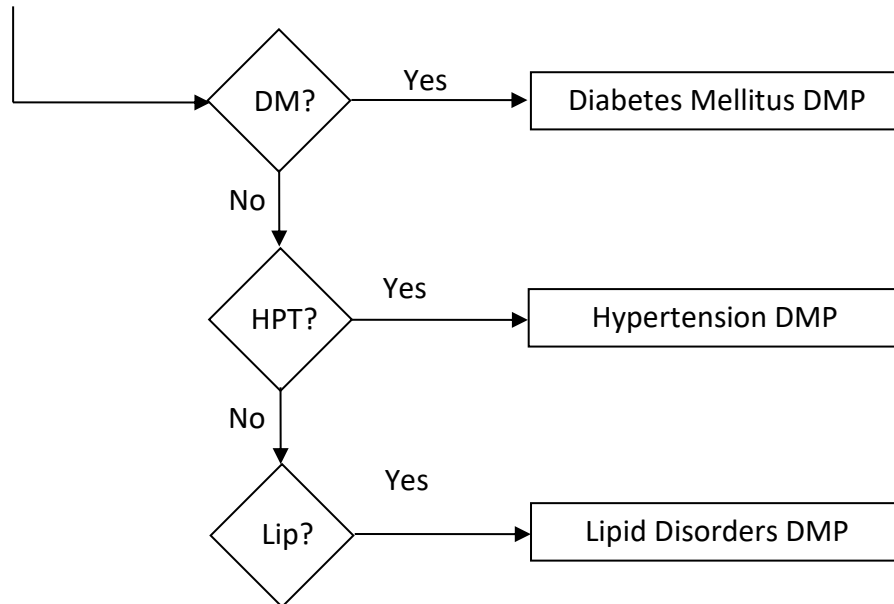 Yes
DM?
Diabetes Mellitus DMP
No
Yes
HPT?
Hypertension DMP
No
Yes
Lip?
Lipid Disorders DMP